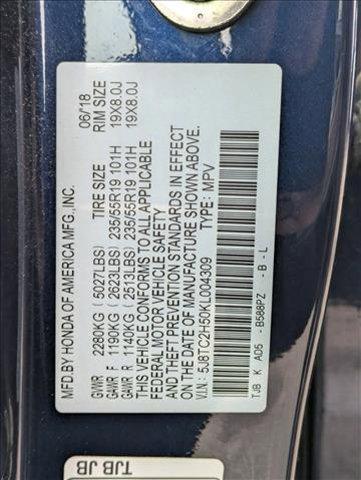 MFD.BY HONDA OF AMERICA MFG.,INC. 06/18
TIRE SIZE RIM SIZE
GVWR 2280KG (5027LBS)
GAWR F 1190KG (2623LBS) 235/55R19 101H 19X8.0J
GAWR R 1140KG (2513LBS) 235/55R19 101H 19X8.0J
THIS VEHICLE CONFORMS TO ALL APPLICABLE
FEDERAL MOTOR VEHICLE SAFETY
AND THEFT PREVENTION STANDARDS IN EFFECT
ON THE DATE OF MANUFACTURE SHOWN ABOVE.
V.I.N: 5J8TC2H50KL004309 TYPE: MPV
TJB K AD5 - B588PZ - B - L
TJB JB